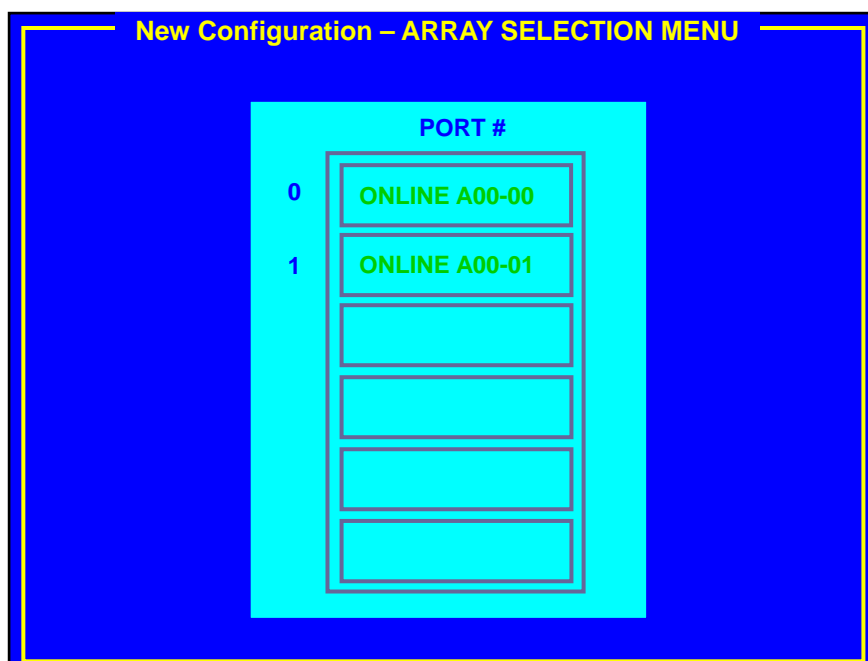 New Configuration – ARRAY SELECTION MENU
PORT #
0 ONLINE A00-00
1 ONLINE A00-01